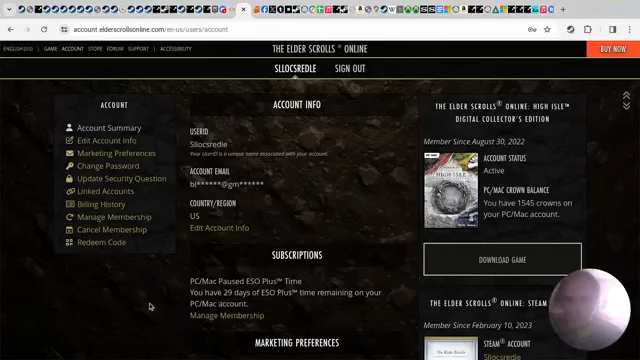 account.elderscrollsonline.com/en-us/users/account
ENGLISH (US) GAME ACCOUNT STORE FORUM SUPPORT ACCESSIBILITY
THE ELDER SCROLLS® ONLINE
BUY NOW
SLLOCSREDLE SIGN OUT
ACCOUNT
Account Summary
Edit Account Info
Marketing Preferences
Change Password
Update Security Question
Linked Accounts
Billing History
Manage Membership
Cancel Membership
Redeem Code
ACCOUNT INFO
USERID
Sllocsredle
Your UserID is a unique name associated with your account.
ACCOUNT EMAIL
bl******@gm******
COUNTRY/REGION
US
Edit Account Info
SUBSCRIPTIONS
PC/Mac Paused ESO Plus™ Time
You have 29 days of ESO Plus™ time remaining on your
PC/Mac account.
Manage Membership
MARKETING PREFERENCES
THE ELDER SCROLLS® ONLINE: HIGH ISLE™
DIGITAL COLLECTOR'S EDITION
Member Since August 30, 2022
HIGH ISLE
ACCOUNT STATUS
Active
PC/MAC CROWN BALANCE
You have 1545 crowns on
your PC/Mac account.
DOWNLOAD GAME
THE ELDER SCROLLS® ONLINE: STEAM
Member Since February 10, 2023
STEAM ACCOUNT
Sllocsredle